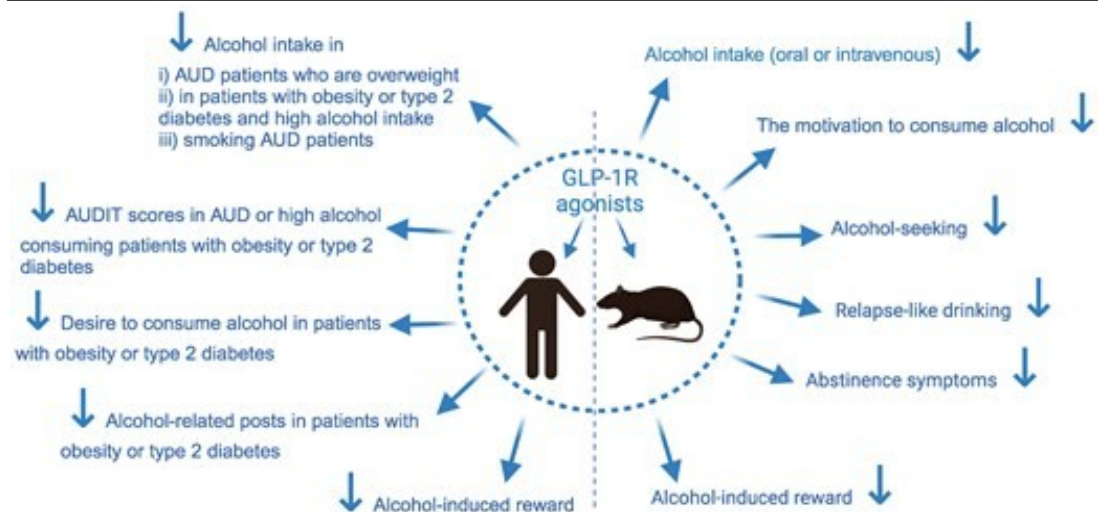 Alcohol intake in
i) AUD patients who are overweight
ii) in patients with obesity or type 2
diabetes and high alcohol intake
iii) smoking AUD patients
AUDIT scores in AUD or high alcohol
consuming patients with obesity or type 2
diabetes
Desire to consume alcohol in patients
with obesity or type 2 diabetes
Alcohol-related posts in patients with
obesity or type 2 diabetes
Alcohol-induced reward
GLP-1R
agonists
Alcohol intake (oral or intravenous)
The motivation to consume alcohol
Alcohol-seeking
Relapse-like drinking
Abstinence symptoms
Alcohol-induced reward